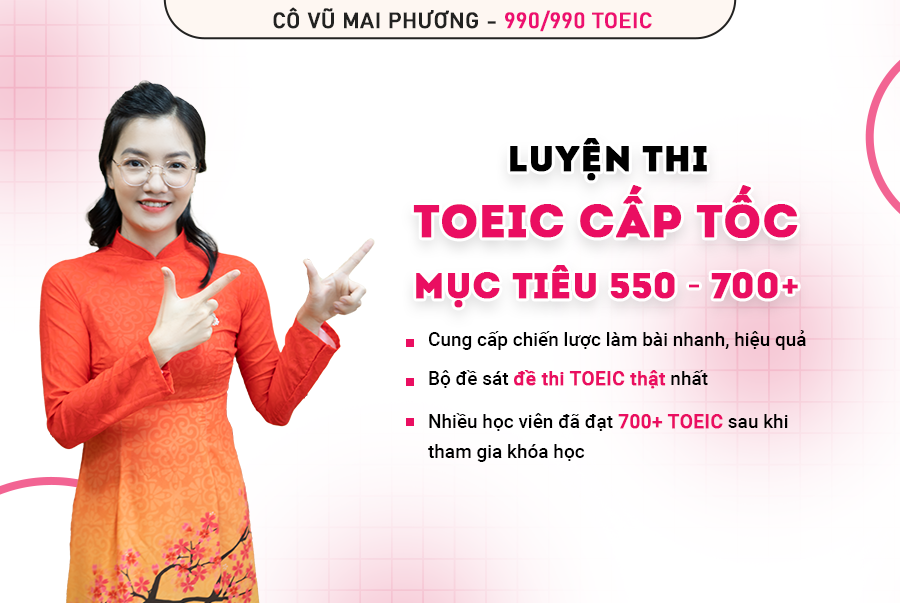 CÔ VŨ MAI PHƯƠNG – 990/990 TOEIC
LUYỆN THI
TOEIC CẤP TỐC
MỤC TIÊU 550 - 700+
Cung cấp chiến lược làm bài nhanh, hiệu quả
Bộ đề sát đề thi TOEIC thật nhất
Nhiều học viên đã đạt 700+ TOEIC sau khi
tham gia khóa học